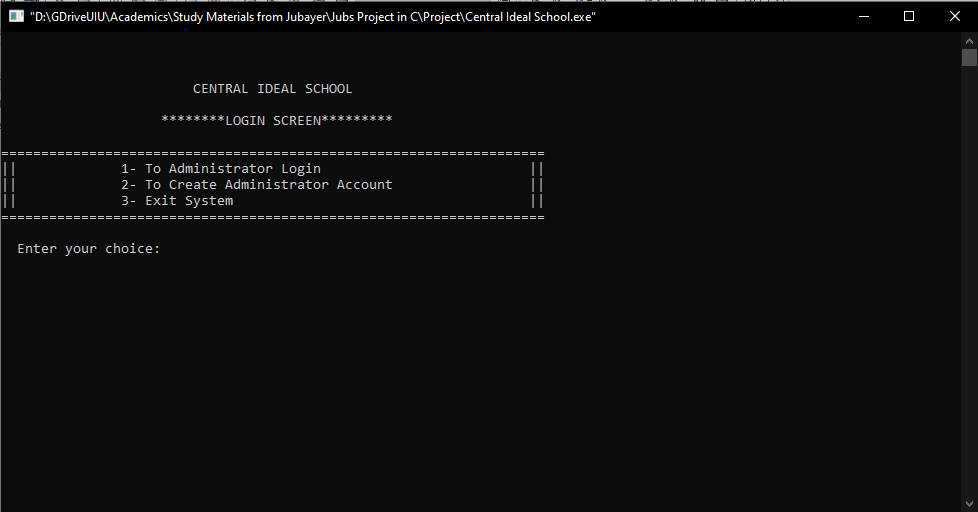 "D:\GDriveUIU\Academics\Study Materials from Jubayer\Jubs Project in C\Project\Central Ideal School.exe"
CENTRAL IDEAL SCHOOL
********LOGIN SCREEN*********
====================================================================
|| 1- To Administrator Login ||
|| 2- To Create Administrator Account ||
|| 3- Exit System ||
====================================================================
Enter your choice: